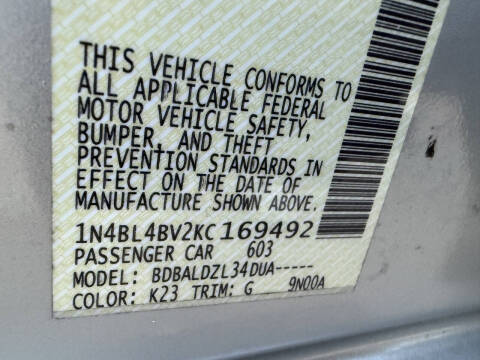 THIS VEHICLE CONFORMS TO
ALL APPLICABLE FEDERAL
MOTOR VEHICLE SAFETY,
BUMPER, AND THEFT
PREVENTION STANDARDS IN
EFFECT ON THE DATE OF
MANUFACTURE SHOWN ABOVE.
1N4BL4BV2KC169492
PASSENGER CAR 603
MODEL: BDBALDZL34DUA-----
COLOR: K23 TRIM: G 9N00A